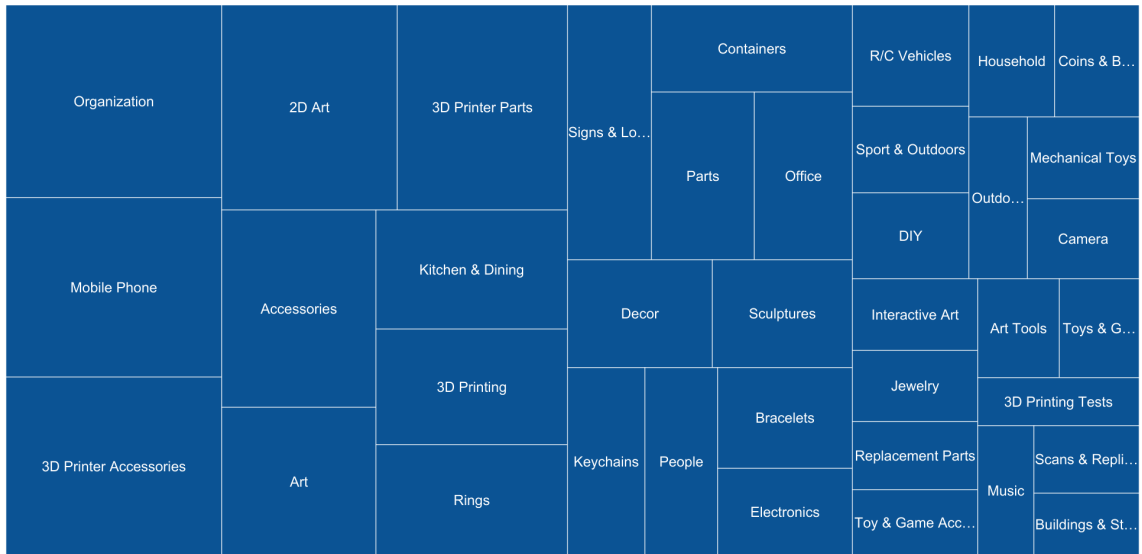 Organization
Mobile Phone
3D Printer Accessories
2D Art
3D Printer Parts
Accessories
Art
Kitchen & Dining
3D Printing
Rings
Signs & Lo…
Containers
Parts
Office
Decor
Sculptures
Keychains
People
Bracelets
Electronics
R/C Vehicles
Sport & Outdoors
DIY
Household
Coins & B…
Outdo…
Mechanical Toys
Camera
Interactive Art
Jewelry
Replacement Parts
Toy & Game Acc…
Art Tools
Toys & G…
3D Printing Tests
Music
Scans & Repli…
Buildings & St…